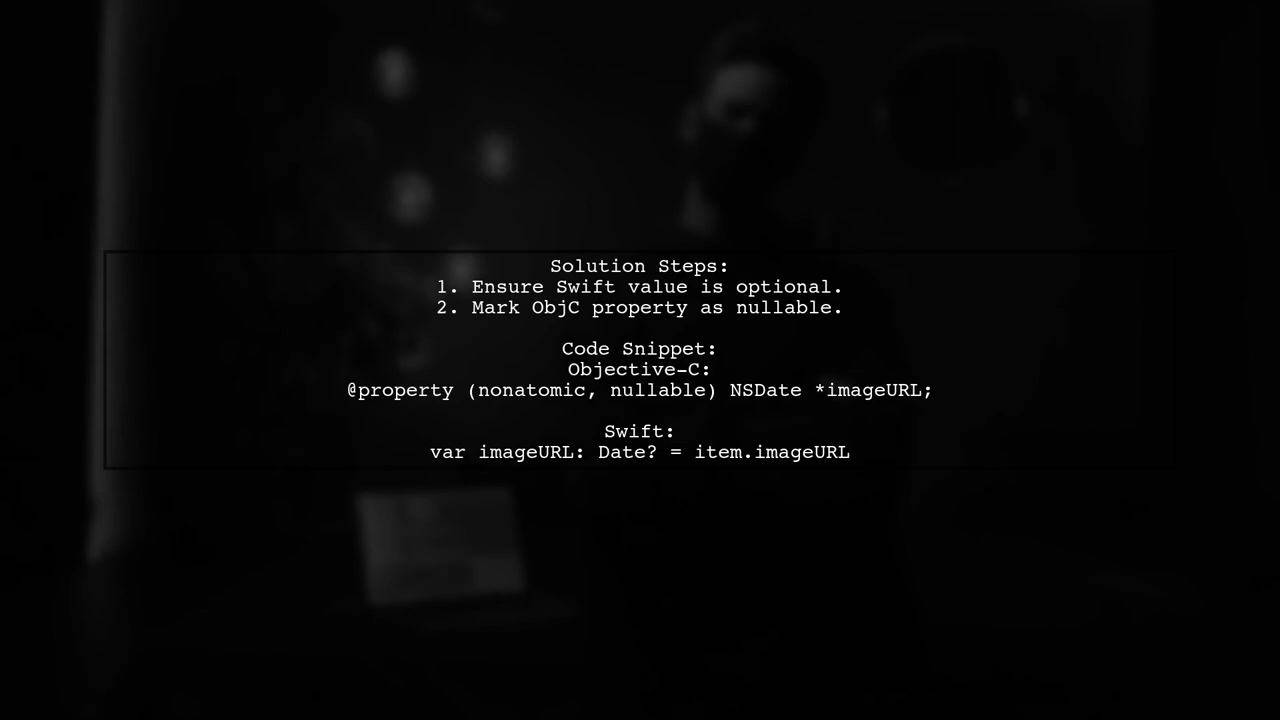 Solution Steps:
1. Ensure Swift value is optional.
2. Mark ObjC property as nullable.
Code Snippet:
Objective-C:
@property (nonatomic, nullable) NSDate *imageURL;
Swift:
var imageURL: Date? = item.imageURL